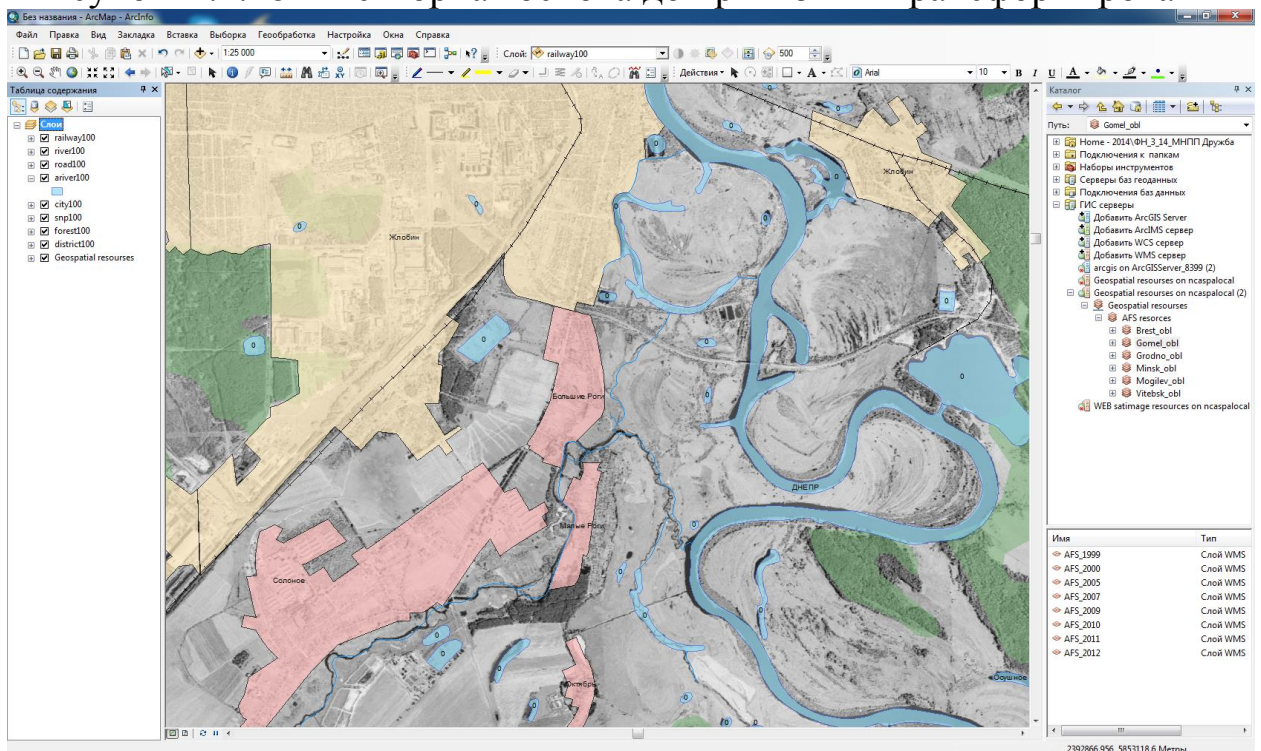 Без названия - ArcMap - ArcInfo
Файл Правка Вид Закладка Вставка Выборка Геообработка Настройка Окна Справка
1:25 000
Слой: railway100
500
Действия
Arial
10
B I U A
Таблица содержания
Слои
railway100
river100
road100
ariver100
city100
snp100
forest100
district100
Geospatial resourses
Жлобин
Жлобин
Большие Роги
ДНЕПР
Малые Роги
Солоное
Октябрь
Каталог
Путь: Gomel_obl
Home - 2014\ФН_3_14_МНПП Дружба
Подключения к папкам
Наборы инструментов
Серверы баз геоданных
Подключения баз данных
ГИС серверы
Добавить ArcGIS Server
Добавить ArcIMS сервер
Добавить WCS сервер
Добавить WMS сервер
arcgis on ArcGISServer_8399 (2)
Geospatial resourses on ncaspalocal
Geospatial resourses on ncaspalocal (2)
Geospatial resourses
AFS resorces
Brest_obl
Gomel_obl
Grodno_obl
Minsk_obl
Mogilev_obl
Vitebsk_obl
WEB satimage resources on ncaspalocal
Имя Тип
AFS_1999 Слой WMS
AFS_2000 Слой WMS
AFS_2005 Слой WMS
AFS_2007 Слой WMS
AFS_2009 Слой WMS
AFS_2010 Слой WMS
AFS_2011 Слой WMS
AFS_2012 Слой WMS
2392866,956 5853118,6 Метры